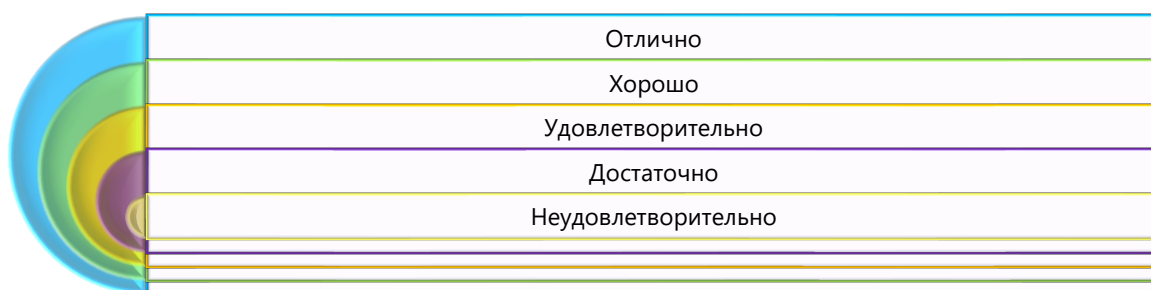 Отлично
Хорошо
Удовлетворительно
Достаточно
Неудовлетворительно